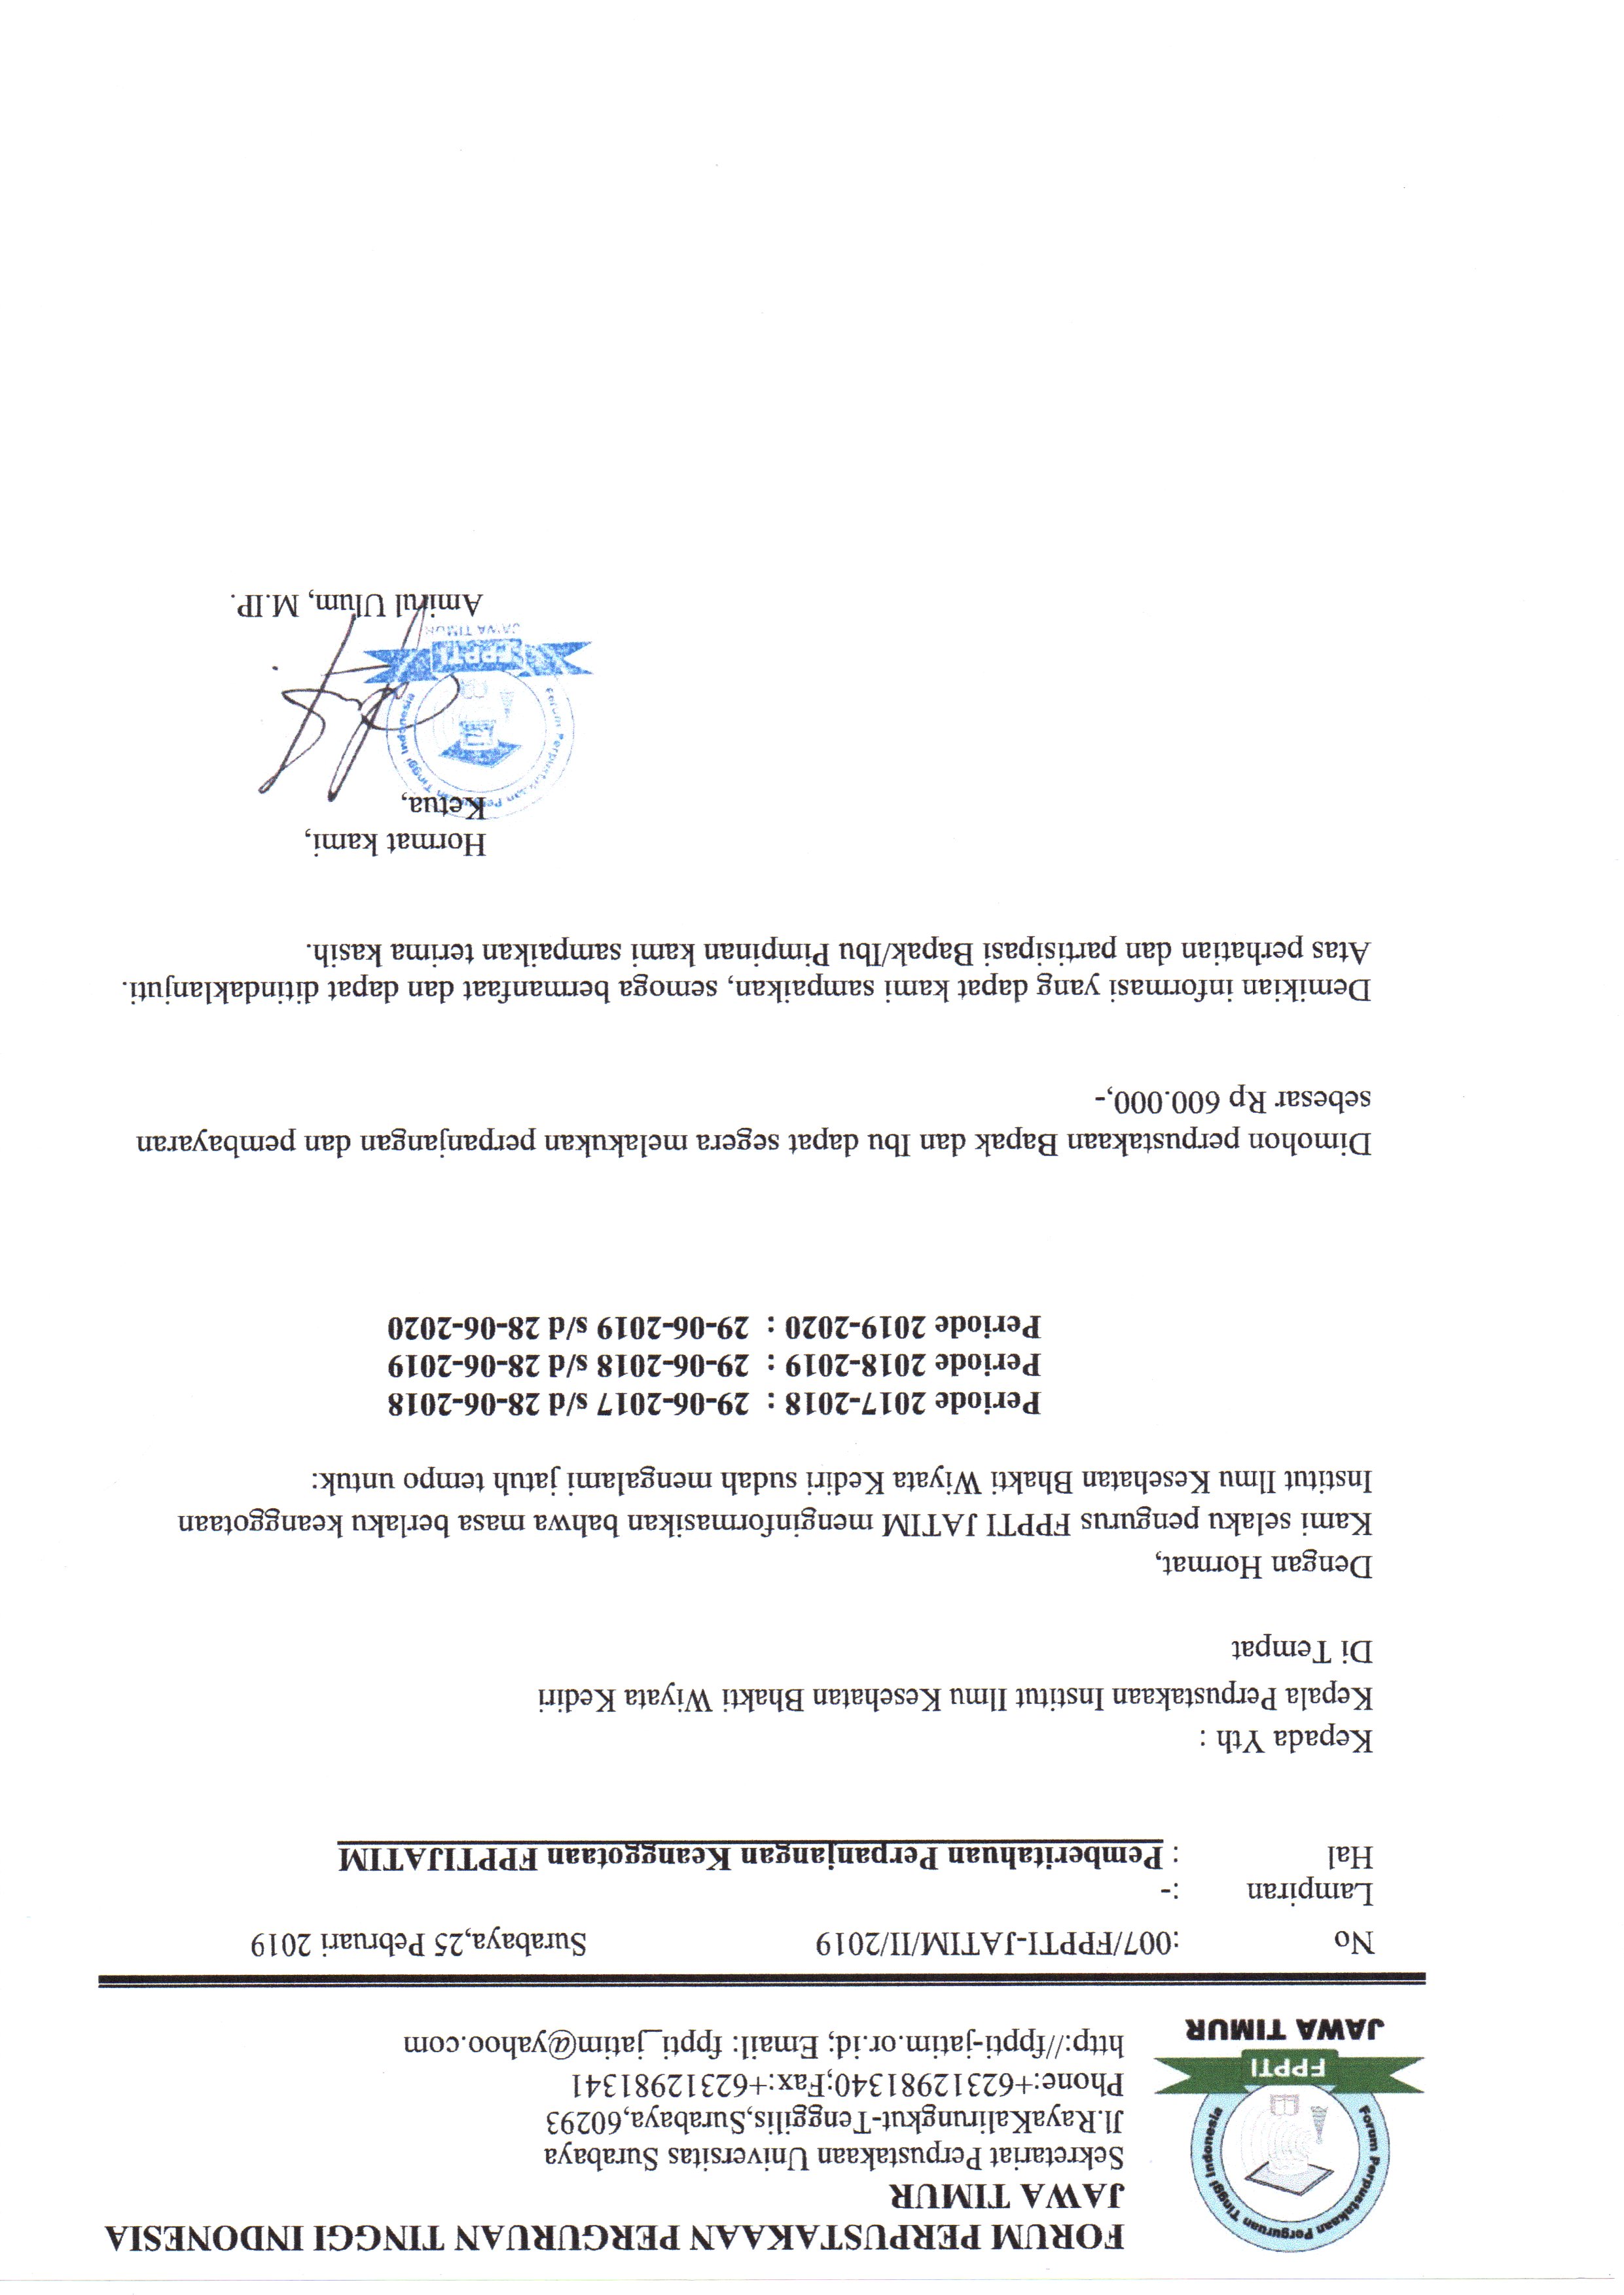 Forum Perpustakaan Perguruan Tinggi Indonesia
FPPTI
JAWA TIMUR
FORUM PERPUSTAKAAN PERGURUAN TINGGI INDONESIA
JAWA TIMUR
Sekretariat Perpustakaan Universitas Surabaya
Jl.RayaKalirungkut-Tenggilis,Surabaya,60293
Phone:+62312981340;Fax:+62312981341
http://fppti-jatim.or.id; Email: fppti_jatim@yahoo.com
No :007/FPPTI-JATIM/II/2019 Surabaya,25 Pebruari 2019
Lampiran :-
Hal : Pemberitahuan Perpanjangan Keanggotaan FPPTIJATIM
Kepada Yth :
Kepala Perpustakaan Institut Ilmu Kesehatan Bhakti Wiyata Kediri
Di Tempat
Dengan Hormat,
Kami selaku pengurus FPPTI JATIM menginformasikan bahwa masa berlaku keanggotaan
Institut Ilmu Kesehatan Bhakti Wiyata Kediri sudah mengalami jatuh tempo untuk:
Periode 2017-2018 : 29-06-2017 s/d 28-06-2018
Periode 2018-2019 : 29-06-2018 s/d 28-06-2019
Periode 2019-2020 : 29-06-2019 s/d 28-06-2020
Dimohon perpustakaan Bapak dan Ibu dapat segera melakukan perpanjangan dan pembayaran
sebesar Rp 600.000,-
Demikian informasi yang dapat kami sampaikan, semoga bermanfaat dan dapat ditindaklanjuti.
Atas perhatian dan partisipasi Bapak/Ibu Pimpinan kami sampaikan terima kasih.
Hormat kami,
Ketua,
Forum Perpustakaan Perguruan Tinggi Indonesia
FPPTI
JAWA TIMUR
Amirul Ulum, M.IP.